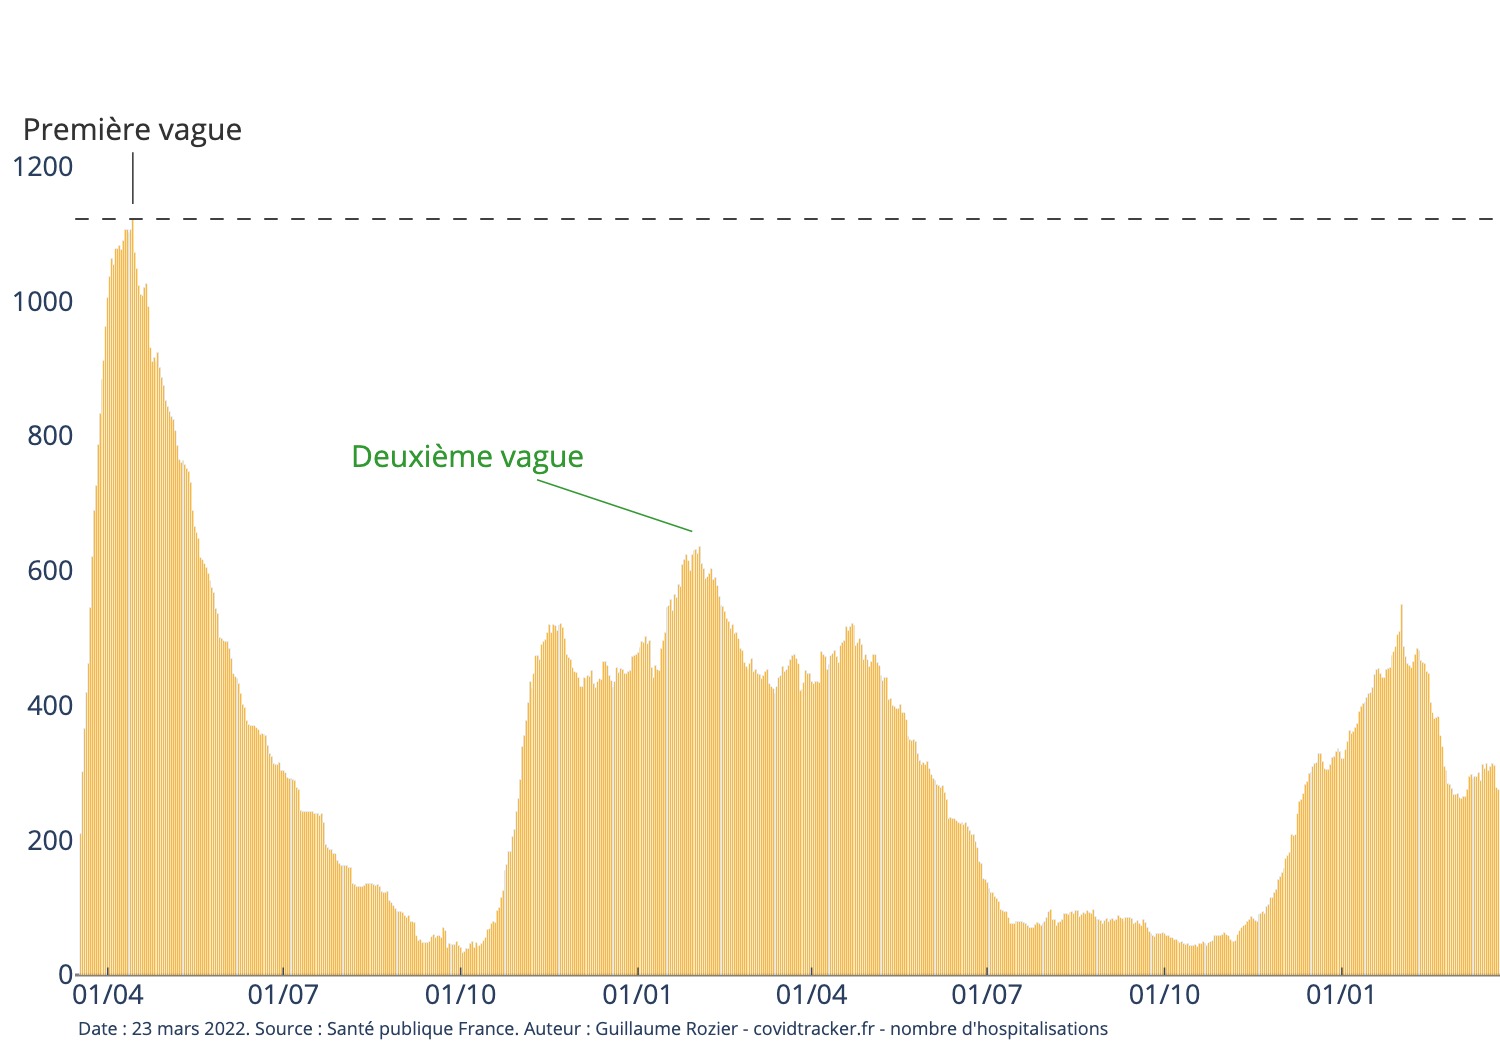 Première vague
1200
1000
800
Deuxième vague
600
400
200
0
01/04 01/07 01/10 01/01 01/04 01/07 01/10 01/01
Date : 23 mars 2022. Source : Santé publique France. Auteur : Guillaume Rozier - covidtracker.fr - nombre d'hospitalisations